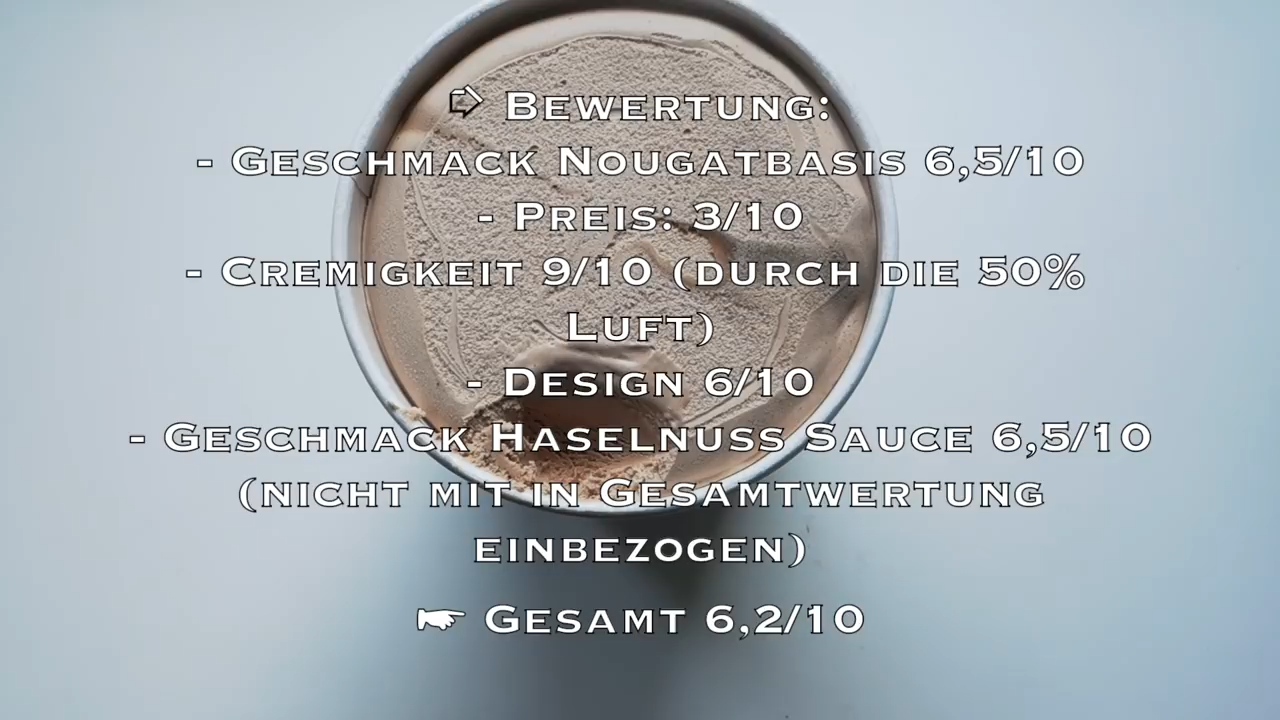 ➩ Bewertung:
- Geschmack Nougatbasis 6,5/10
- Preis: 3/10
- Cremigkeit 9/10 (durch die 50%
Luft)
- Design 6/10
- Geschmack Haselnuss Sauce 6,5/10
(nicht mit in Gesamtwertung
einbezogen)
☛ Gesamt 6,2/10